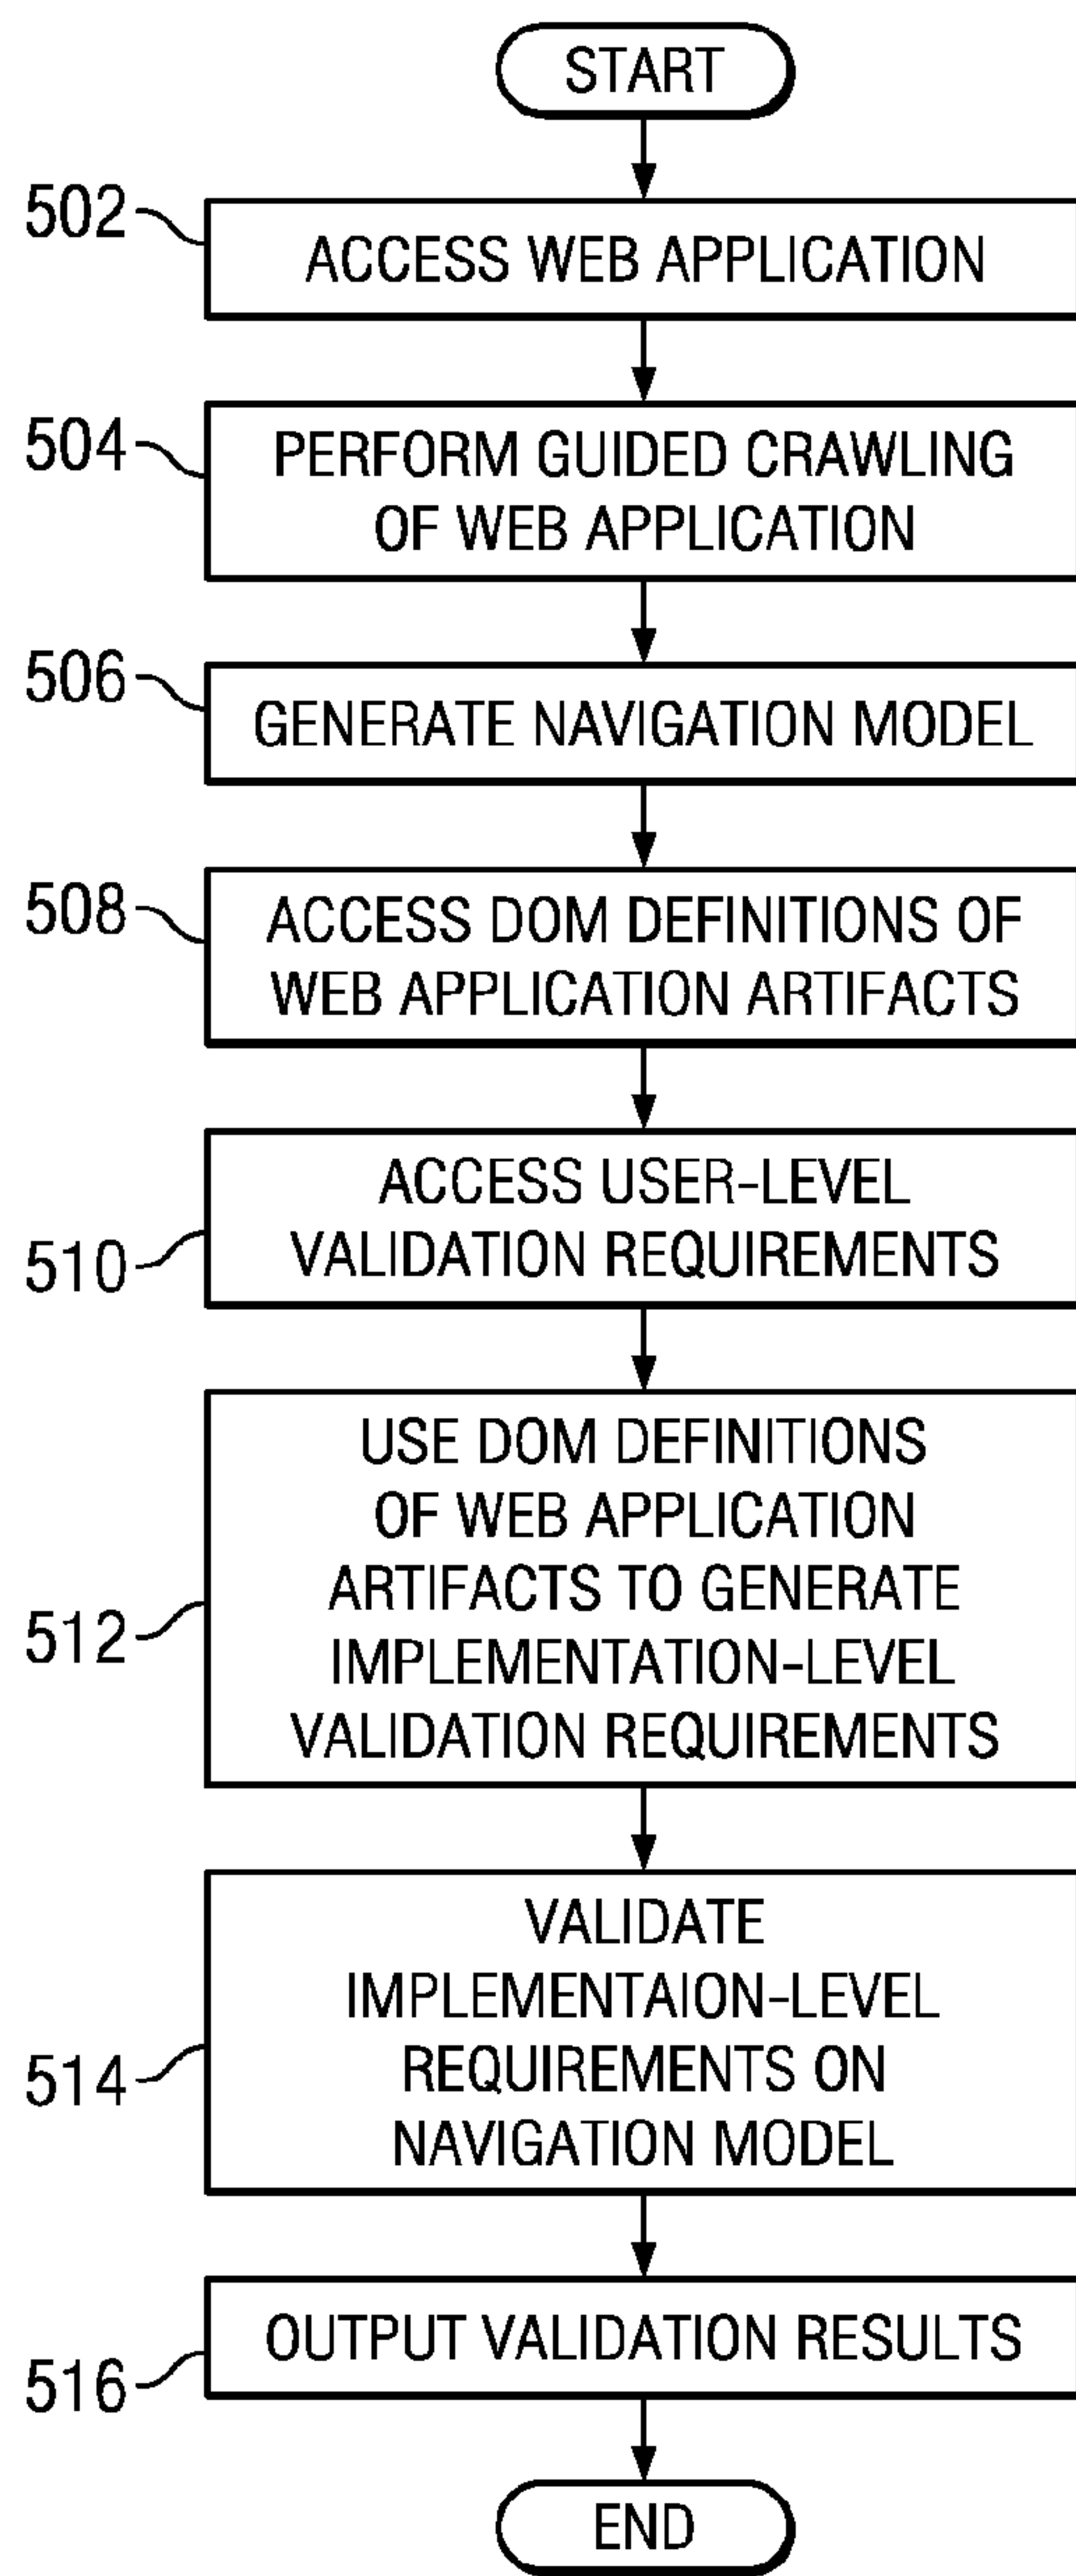 START
502
ACCESS WEB APPLICATION
504
PERFORM GUIDED CRAWLING
OF WEB APPLICATION
506
GENERATE NAVIGATION MODEL
508
ACCESS DOM DEFINITIONS OF
WEB APPLICATION ARTIFACTS
510
ACCESS USER-LEVEL
VALIDATION REQUIREMENTS
512
USE DOM DEFINITIONS
OF WEB APPLICATION
ARTIFACTS TO GENERATE
IMPLEMENTATION-LEVEL
VALIDATION REQUIREMENTS
514
VALIDATE
IMPLEMENTAION-LEVEL
REQUIREMENTS ON
NAVIGATION MODEL
516
OUTPUT VALIDATION RESULTS
END